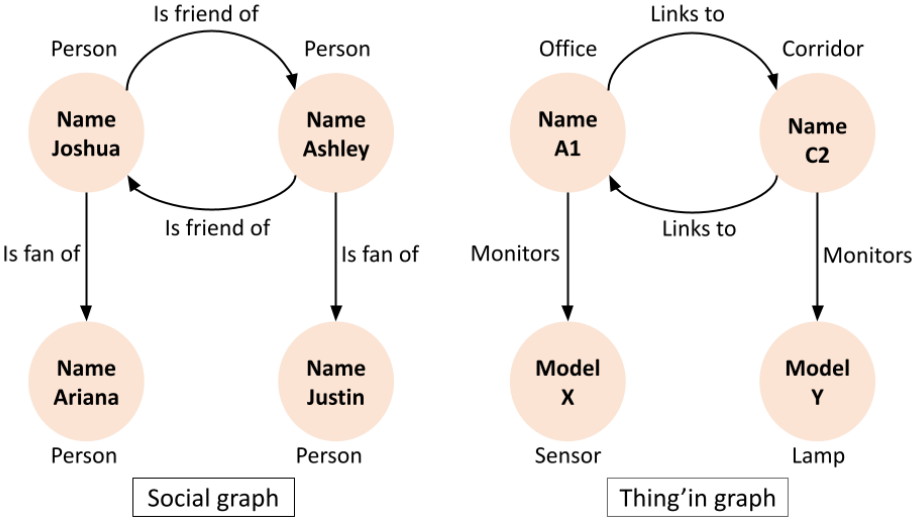 Is friend of
Links to
Person
Person
Office
Corridor
Name
Joshua
Name
Ashley
Name
A1
Name
C2
Is friend of
Links to
Is fan of
Is fan of
Monitors
Monitors
Name
Ariana
Name
Justin
Model
X
Model
Y
Person
Person
Sensor
Lamp
Social graph
Thing’in graph